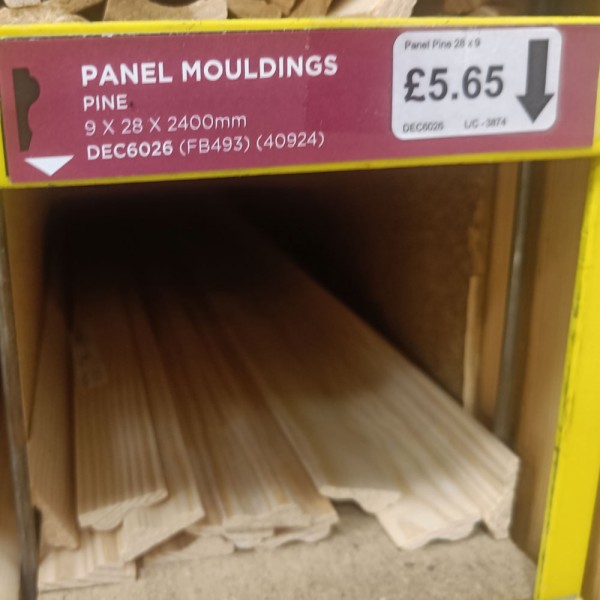 PANEL MOULDINGS
PINE
9 X 28 X 2400mm
DEC6026 (FB493) (40924)
Panel Pine 28 x 9
£5.65
DEC6026 L/C - 3874